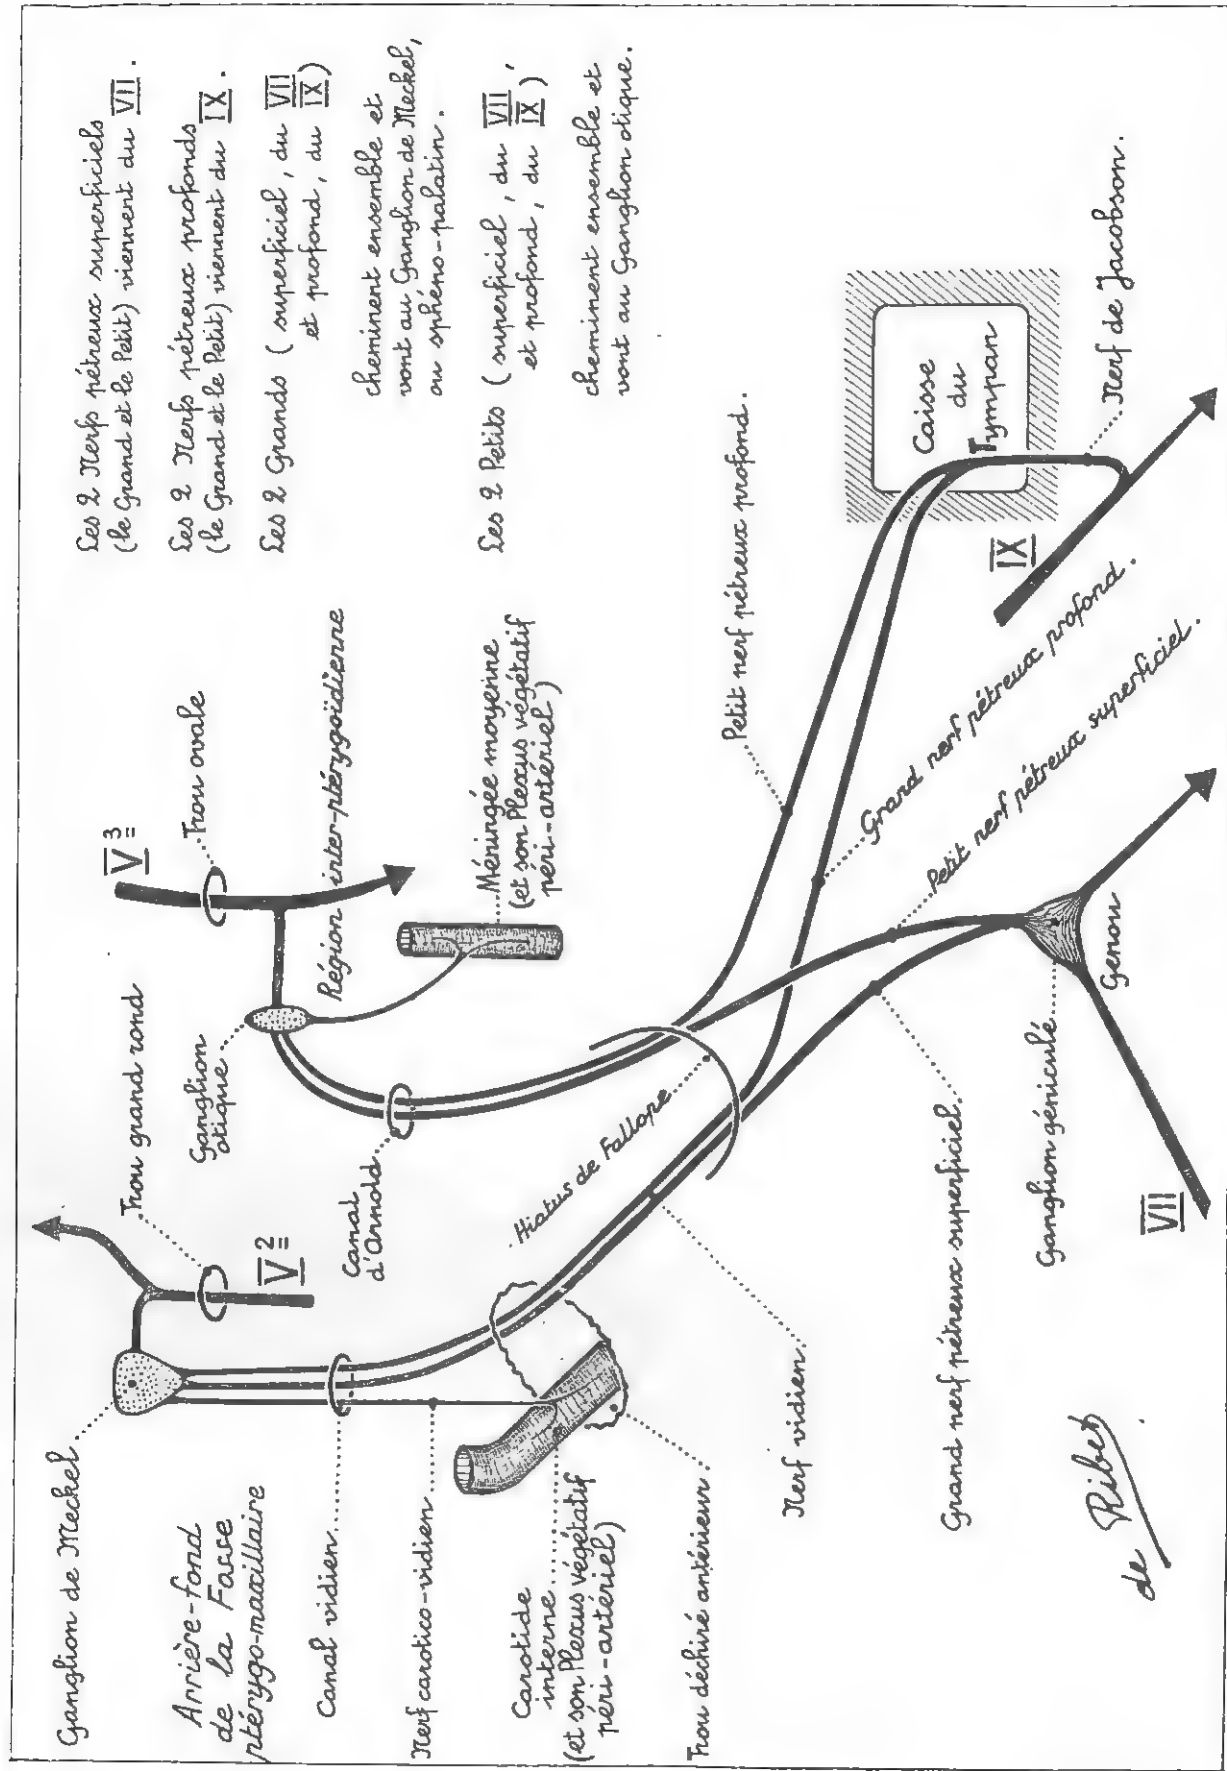 Ganglion de Meckel
Arrière-fond
de la Fosse
ptérygo-maxillaire
Canal vidien
Nerf carotico-vidien
Carotide
interne
(et son Plexus végétatif
péri-artériel)
Trou déchiré antérieur
Trou grand rond
V2
Ganglion
otique
Canal
d'Arnold
Hiatus de Fallope
Nerf vidien
Grand nerf pétreux superficiel.
Ganglion géniculé
VII
Genou
de Ribet
V3
Trou ovale
Région inter-ptérygoïdienne
Méningée moyenne
(et son Plexus végétatif
péri-artériel)
Petit nerf pétreux profond.
Grand nerf pétreux profond.
Petit nerf pétreux superficiel.
Caisse
du
Tympan
IX
Nerf de Jacobson.
Les 2 Nerfs pétreux superficiels
(le Grand et le Petit) viennent du VII.
Les 2 Nerfs pétreux profonds
(le Grand et le Petit) viennent du IX.
Les 2 Grands (superficiel, du VII
et profond, du IX)
cheminent ensemble et
vont au Ganglion de Meckel,
ou sphéno-palatin.
Les 2 Petits (superficiel, du VII,
et profond, du IX),
cheminent ensemble et
vont au Ganglion otique.